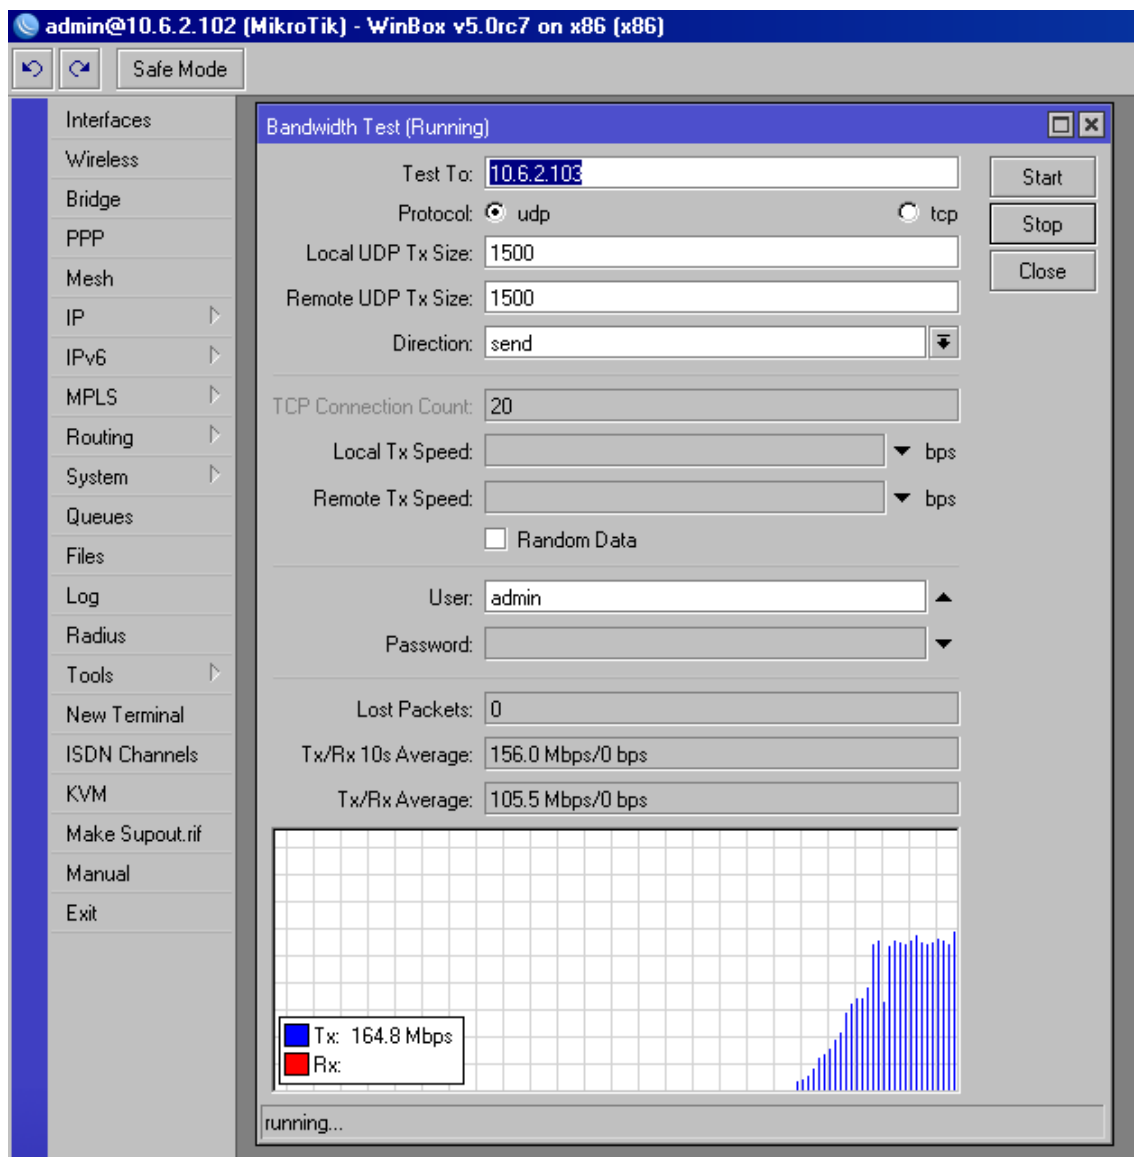 admin@10.6.2.102 (MikroTik) - WinBox v5.0rc7 on x86 (x86)
Safe Mode
Interfaces
Wireless
Bridge
PPP
Mesh
IP
IPv6
MPLS
Routing
System
Queues
Files
Log
Radius
Tools
New Terminal
ISDN Channels
KVM
Make Supout.rif
Manual
Exit
Bandwidth Test (Running)
Test To: 10.6.2.103
Protocol: udp tcp
Local UDP Tx Size: 1500
Remote UDP Tx Size: 1500
Direction: send
TCP Connection Count: 20
Local Tx Speed: bps
Remote Tx Speed: bps
Random Data
User: admin
Password:
Lost Packets: 0
Tx/Rx 10s Average: 156.0 Mbps/0 bps
Tx/Rx Average: 105.5 Mbps/0 bps
Tx: 164.8 Mbps
Rx:
running...
Start
Stop
Close